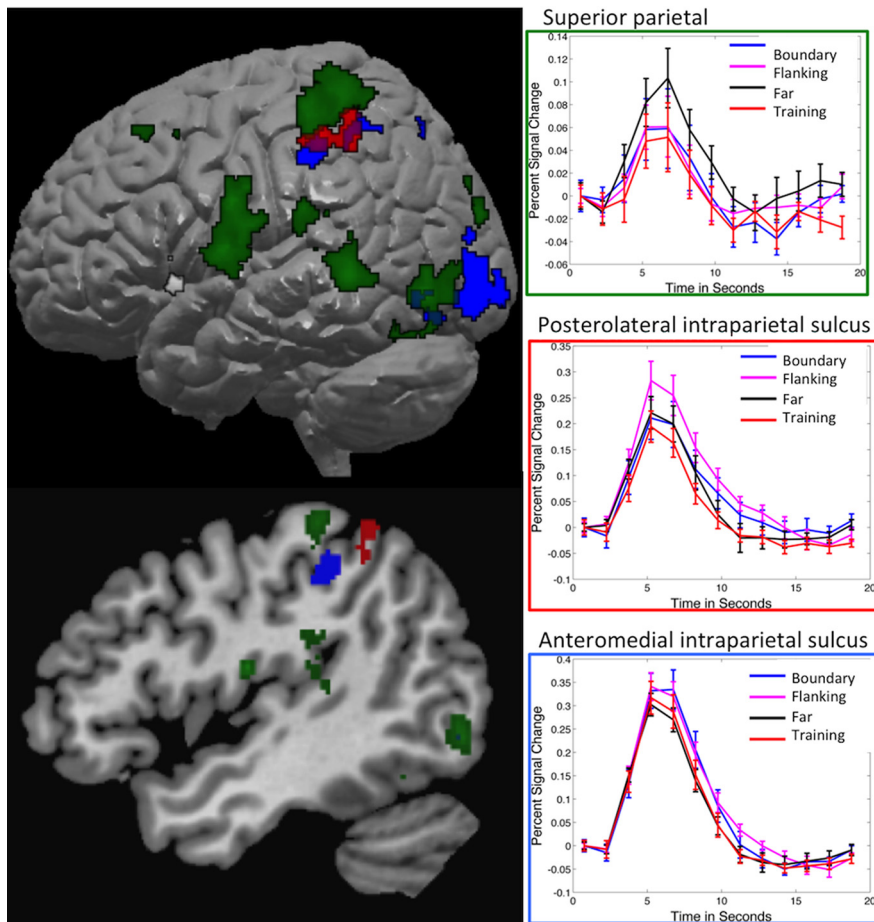 Superior parietal
0.14
0.12
0.1
0.08
0.06
0.04
0.02
0
-0.02
-0.04
-0.06
Percent Signal Change
Boundary
Flanking
Far
Training
0
5
10
15
20
Time in Seconds
Posterolateral intraparietal sulcus
0.35
0.3
0.25
0.2
0.15
0.1
0.05
0
-0.05
-0.1
Percent Signal Change
Boundary
Flanking
Far
Training
0
5
10
15
20
Time in Seconds
Anteromedial intraparietal sulcus
0.4
0.35
0.3
0.25
0.2
0.15
0.1
0.05
0
-0.05
-0.1
Percent Signal Change
Boundary
Flanking
Far
Training
0
5
10
15
20
Time in Seconds